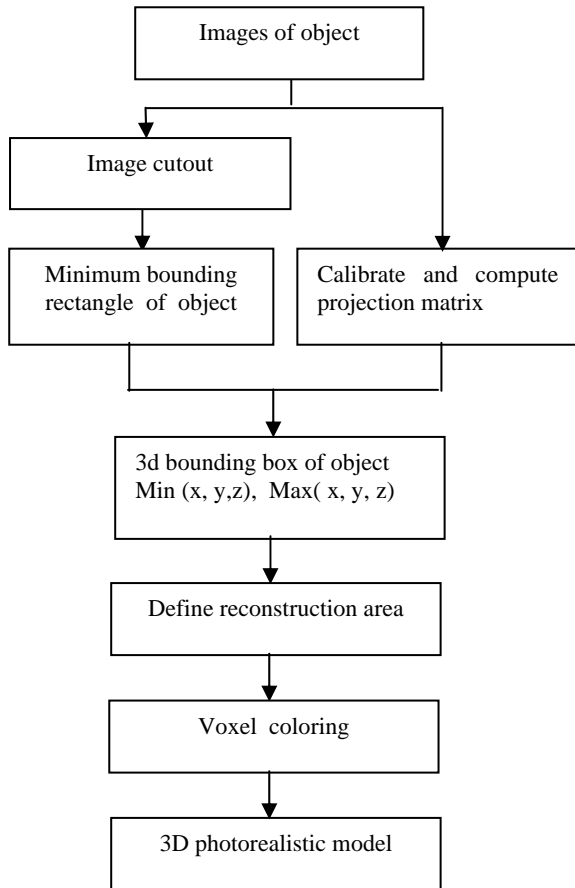 Images of object
Image cutout
Minimum bounding
rectangle of object
Calibrate and compute
projection matrix
3d bounding box of object
Min (x, y,z), Max( x, y, z)
Define reconstruction area
Voxel coloring
3D photorealistic model